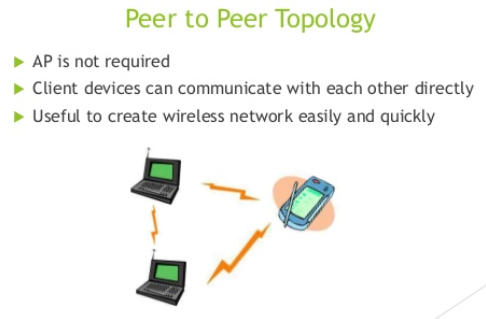 Peer to Peer Topology
AP is not required
Client devices can communicate with each other directly
Useful to create wireless network easily and quickly